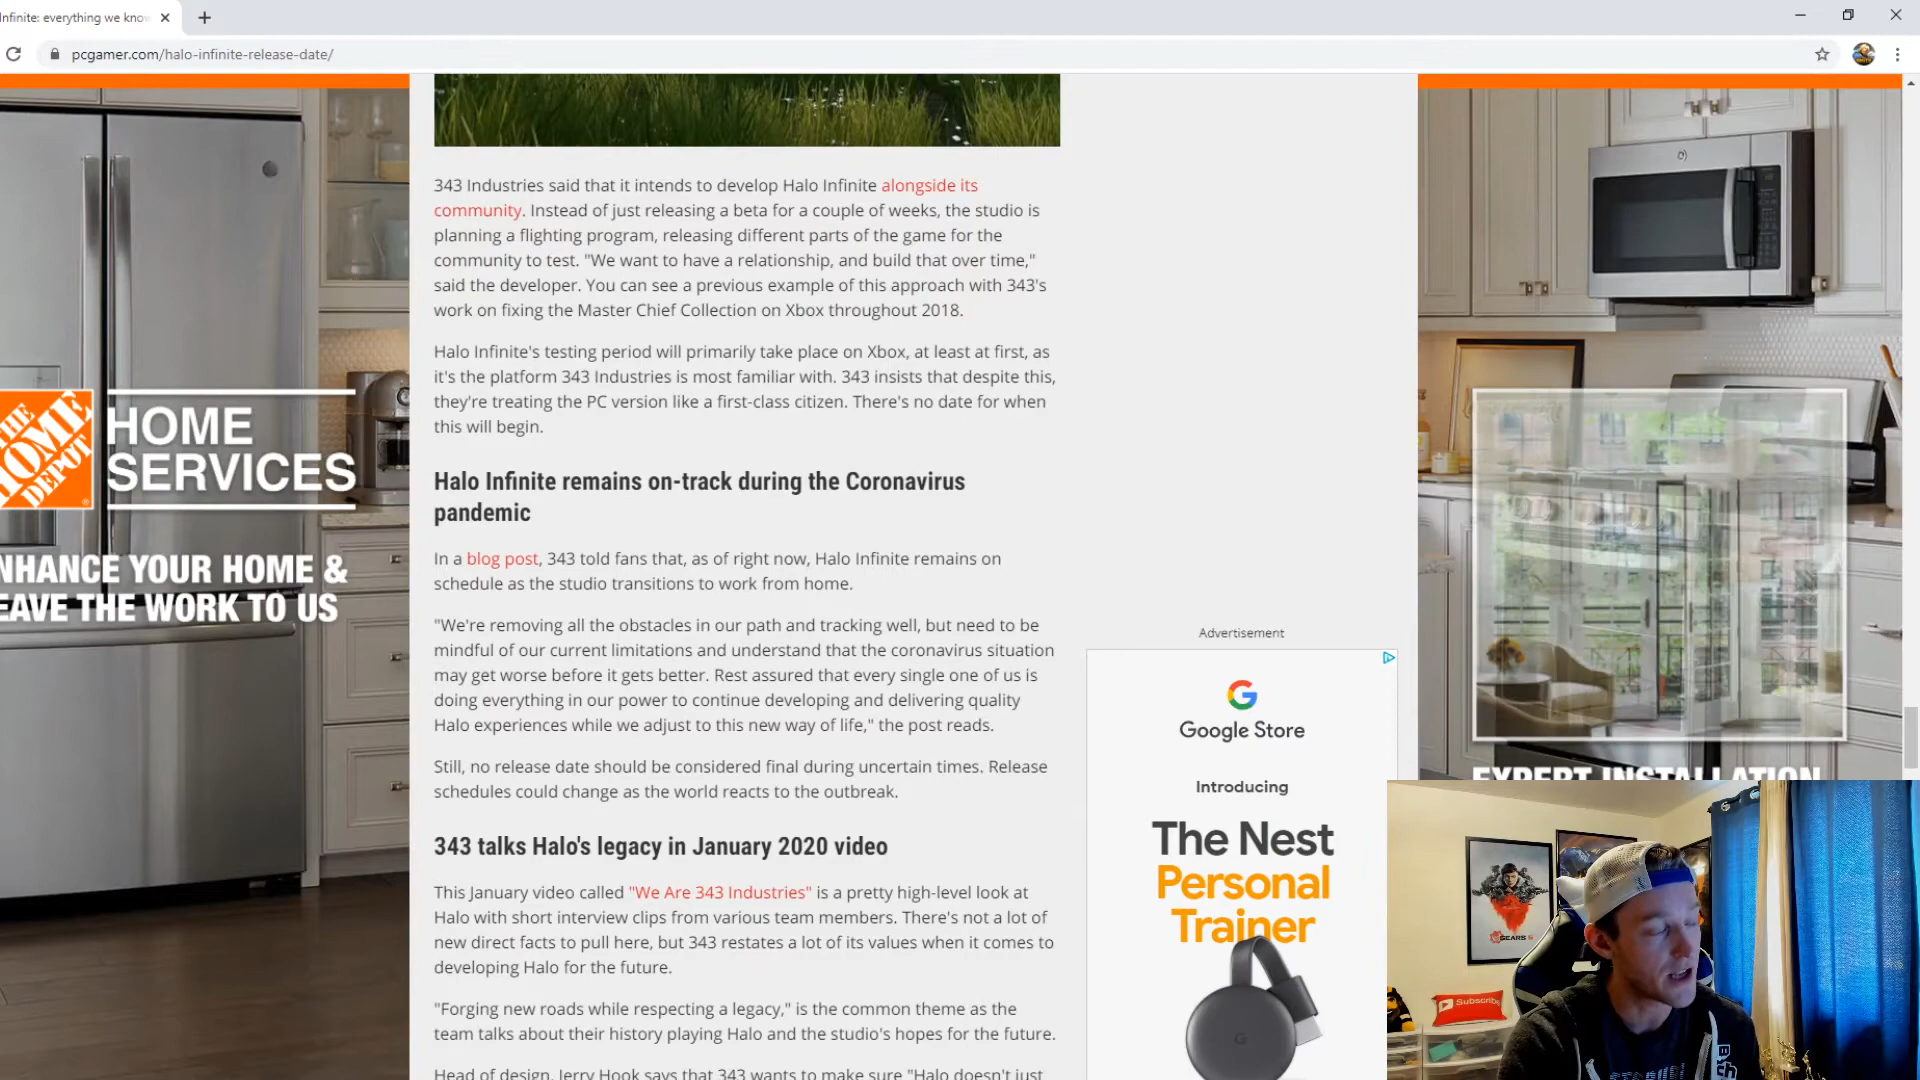 Infinite: everything we know
pcgamer.com/halo-infinite-release-date/
343 Industries said that it intends to develop Halo Infinite alongside its
community. Instead of just releasing a beta for a couple of weeks, the studio is
planning a flighting program, releasing different parts of the game for the
community to test. "We want to have a relationship, and build that over time,"
said the developer. You can see a previous example of this approach with 343's
work on fixing the Master Chief Collection on Xbox throughout 2018.
Halo Infinite's testing period will primarily take place on Xbox, at least at first, as
it's the platform 343 Industries is most familiar with. 343 insists that despite this,
they're treating the PC version like a first-class citizen. There's no date for when
this will begin.
Halo Infinite remains on-track during the Coronavirus
pandemic
In a blog post, 343 told fans that, as of right now, Halo Infinite remains on
schedule as the studio transitions to work from home.
"We're removing all the obstacles in our path and tracking well, but need to be
mindful of our current limitations and understand that the coronavirus situation
may get worse before it gets better. Rest assured that every single one of us is
doing everything in our power to continue developing and delivering quality
Halo experiences while we adjust to this new way of life," the post reads.
Still, no release date should be considered final during uncertain times. Release
schedules could change as the world reacts to the outbreak.
343 talks Halo's legacy in January 2020 video
This January video called "We Are 343 Industries" is a pretty high-level look at
Halo with short interview clips from various team members. There's not a lot of
new direct facts to pull here, but 343 restates a lot of its values when it comes to
developing Halo for the future.
"Forging new roads while respecting a legacy," is the common theme as the
team talks about their history playing Halo and the studio's hopes for the future.
Head of design, Jerry Hook says that 343 wants to make sure "Halo doesn't just
THE
HOME
DEPOT
HOME
SERVICES
NHANCE YOUR HOME &
EAVE THE WORK TO US
Advertisement
Google Store
Introducing
The Nest
Personal
Trainer
EXPERT INSTALLATION
GEARS 5
Subscribe